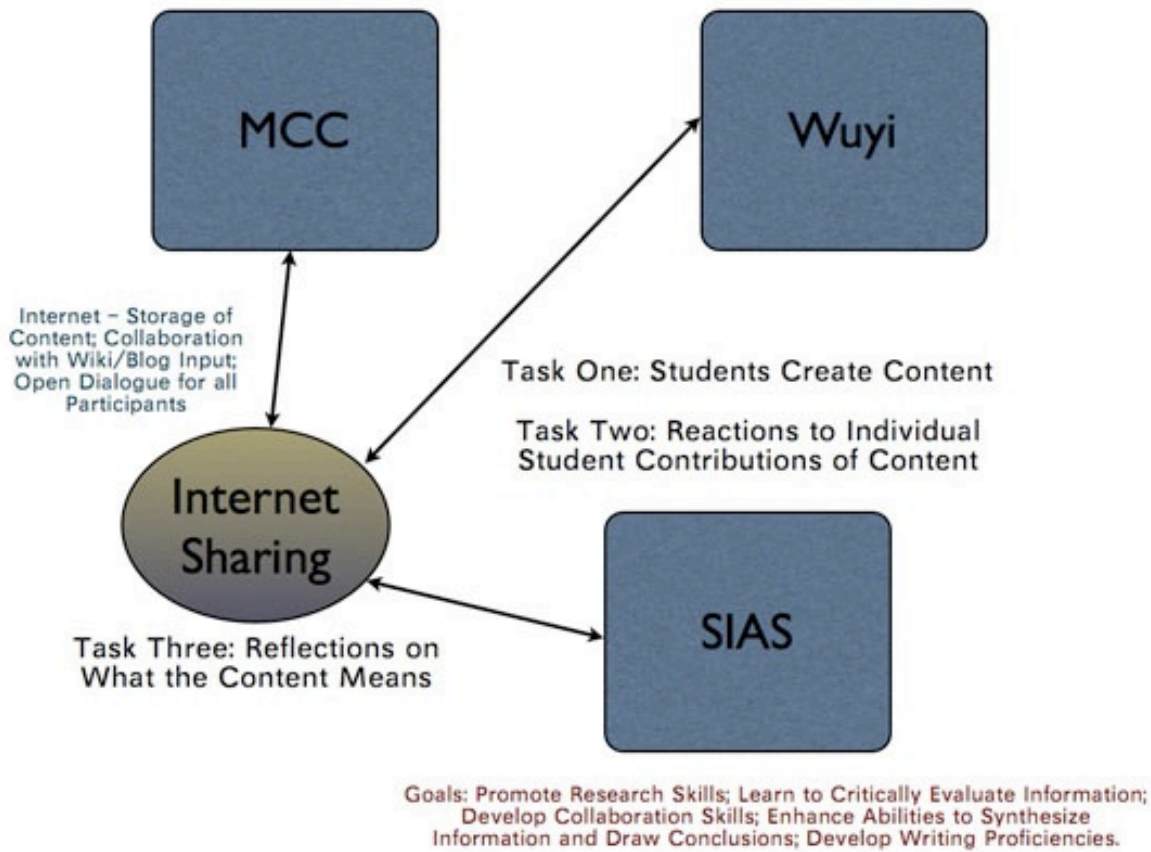 MCC
Wuyi
Internet – Storage of
Content; Collaboration
with Wiki/Blog Input;
Open Dialogue for all
Participants
Task One: Students Create Content
Task Two: Reactions to Individual
Student Contributions of Content
Internet
Sharing
SIAS
Task Three: Reflections on
What the Content Means
Goals: Promote Research Skills; Learn to Critically Evaluate Information;
Develop Collaboration Skills; Enhance Abilities to Synthesize
Information and Draw Conclusions; Develop Writing Proficiencies.